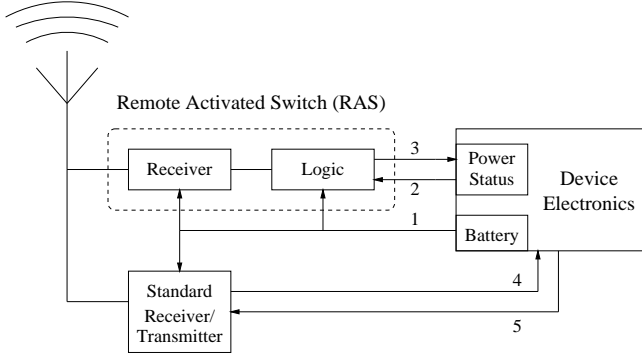 Remote Activated Switch (RAS)
Receiver
Logic
3
2
1
Power
Status
Device
Electronics
Battery
Standard
Receiver/
Transmitter
4
5